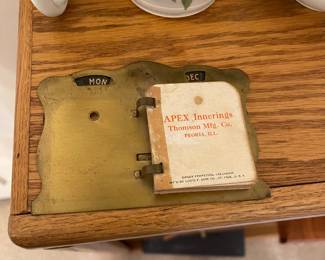 MON
DEC
APEX Innerings
Thomson Mfg. Co.
PEORIA, ILL.